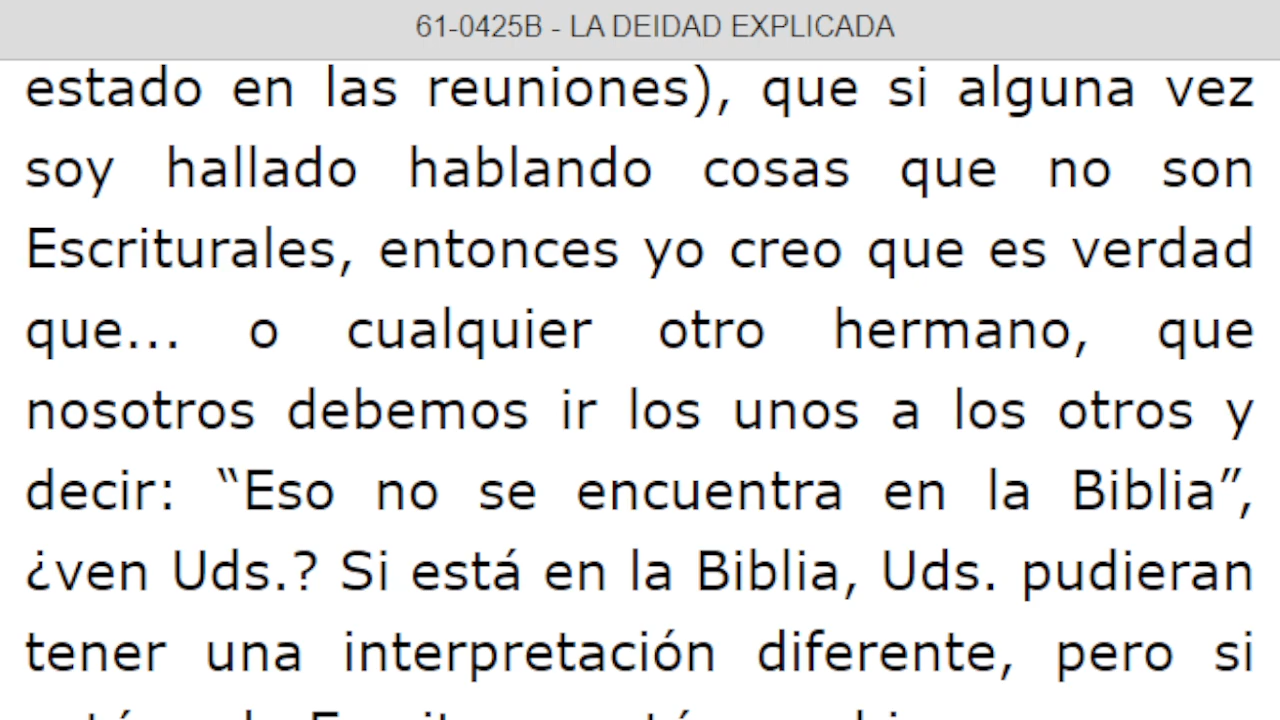 61-0425B - LA DEIDAD EXPLICADA
estado en las reuniones), que si alguna vez
soy hallado hablando cosas que no son
Escriturales, entonces yo creo que es verdad
que... o cualquier otro hermano, que
nosotros debemos ir los unos a los otros y
decir: “Eso no se encuentra en la Biblia”,
¿ven Uds.? Si está en la Biblia, Uds. pudieran
tener una interpretación diferente, pero si